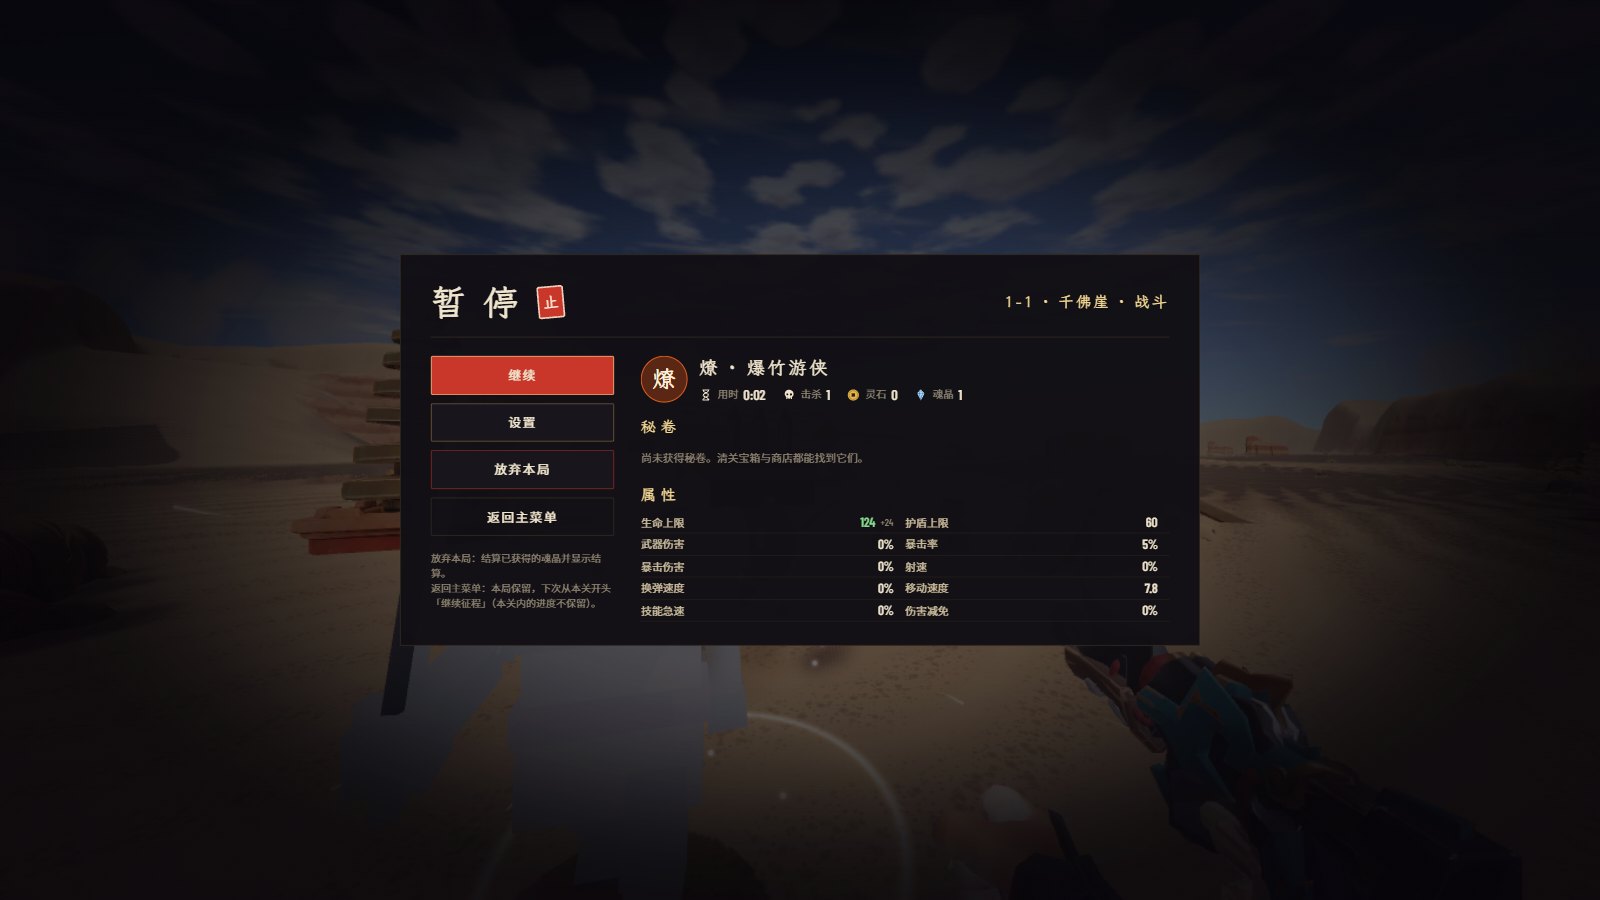 暂停 止
1-1 · 千佛崖 · 战斗
继续
设置
放弃本局
返回主菜单
放弃本局：结算已获得的魂晶并显示结
算。
返回主菜单：本局保留，下次从本关开头
「继续征程」（本关内的进度不保留）。
燎
燎 · 爆竹游侠
用时 0:02 击杀 1 灵石 0 魂晶 1
秘卷
尚未获得秘卷。清关宝箱与商店都能找到它们。
属性
生命上限 124 +24 护盾上限 60
武器伤害 0% 暴击率 5%
暴击伤害 0% 射速 0%
换弹速度 0% 移动速度 7.8
技能急速 0% 伤害减免 0%